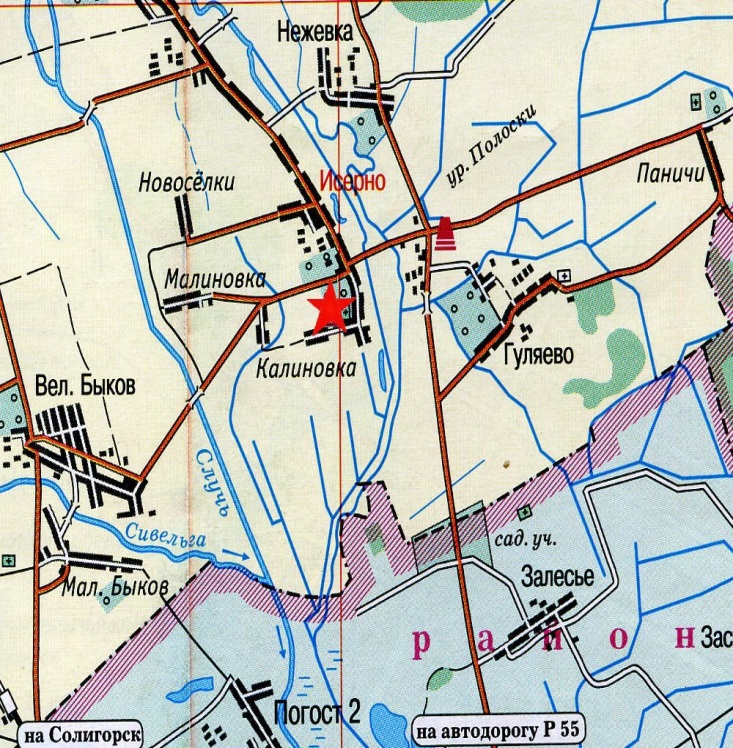 Нежевка
ур. Полоски
Паничи
Исерно
Новосёлки
Малиновка
Гуляево
Калиновка
Вел. Быков
Случь
Сивельга
сад. уч.
Залесье
Мал. Быков
район
Зас
Погост 2
на Солигорск
на автодорогу Р 55